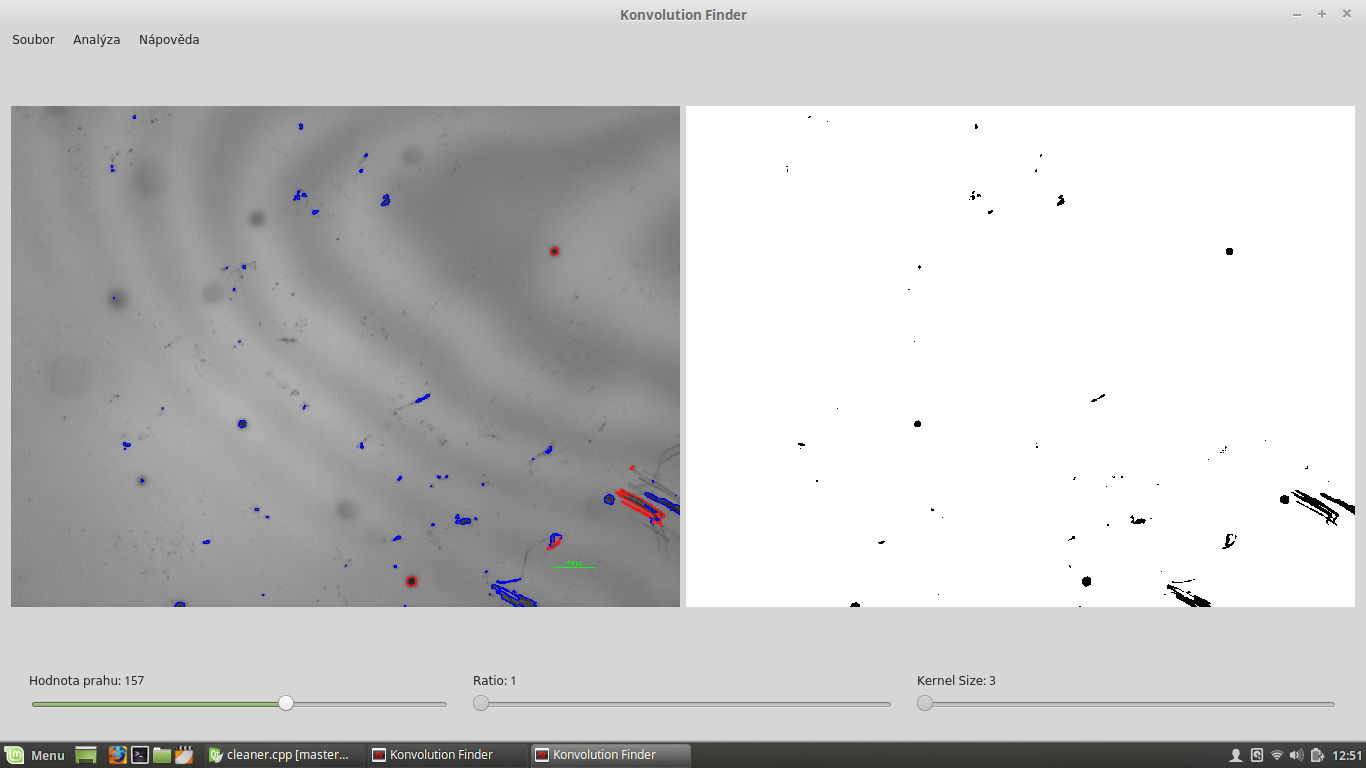 Konvolution Finder
Soubor Analýza Nápověda
Hodnota prahu: 157
Ratio: 1
Kernel Size: 3
Menu
cleaner.cpp [master...
Konvolution Finder
Konvolution Finder
12:51